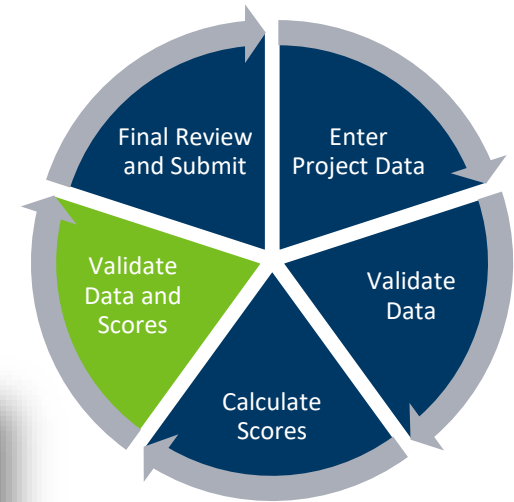 Final Review
and Submit
Enter
Project Data
Validate
Data
Calculate
Scores
Validate
Data and
Scores